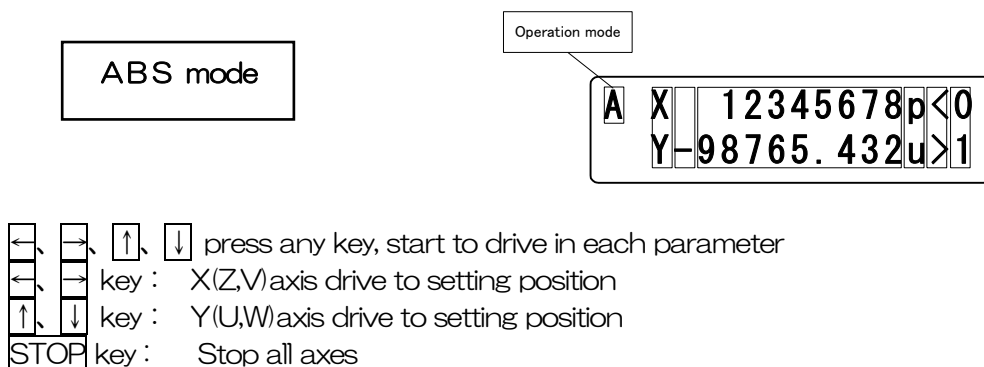 Operation mode
ABS mode
A X 12345678p<0
Y-98765.432u>1
←、→、↑、↓ press any key, start to drive in each parameter
←、→ key： X(Z,V)axis drive to setting position
↑、↓ key： Y(U,W)axis drive to setting position
STOP key： Stop all axes